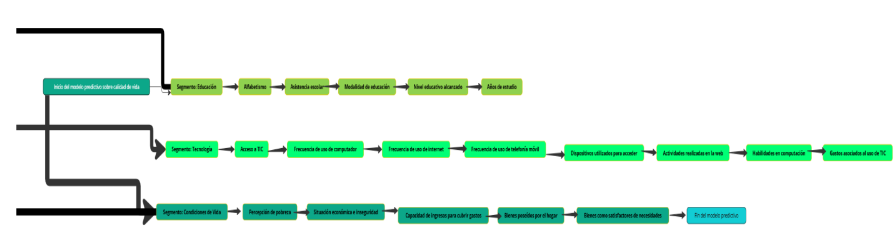 Inicio del modelo predictivo sobre calidad de vida
Segmento: Educación
Alfabetismo
Asistencia escolar
Modalidad de educación
Nivel educativo alcanzado
Años de estudio
Segmento: Tecnología
Acceso a TIC
Frecuencia de uso de computador
Frecuencia de uso de internet
Frecuencia de uso de telefonía móvil
Dispositivos utilizados para acceder
Actividades realizadas en la web
Habilidades en computación
Gastos asociados al uso de TIC
Segmento: Condiciones de Vida
Percepción de pobreza
Situación económica e inseguridad
Capacidad de ingresos para cubrir gastos
Bienes poseídos por el hogar
Bienes como satisfactores de necesidades
Fin del modelo predictivo